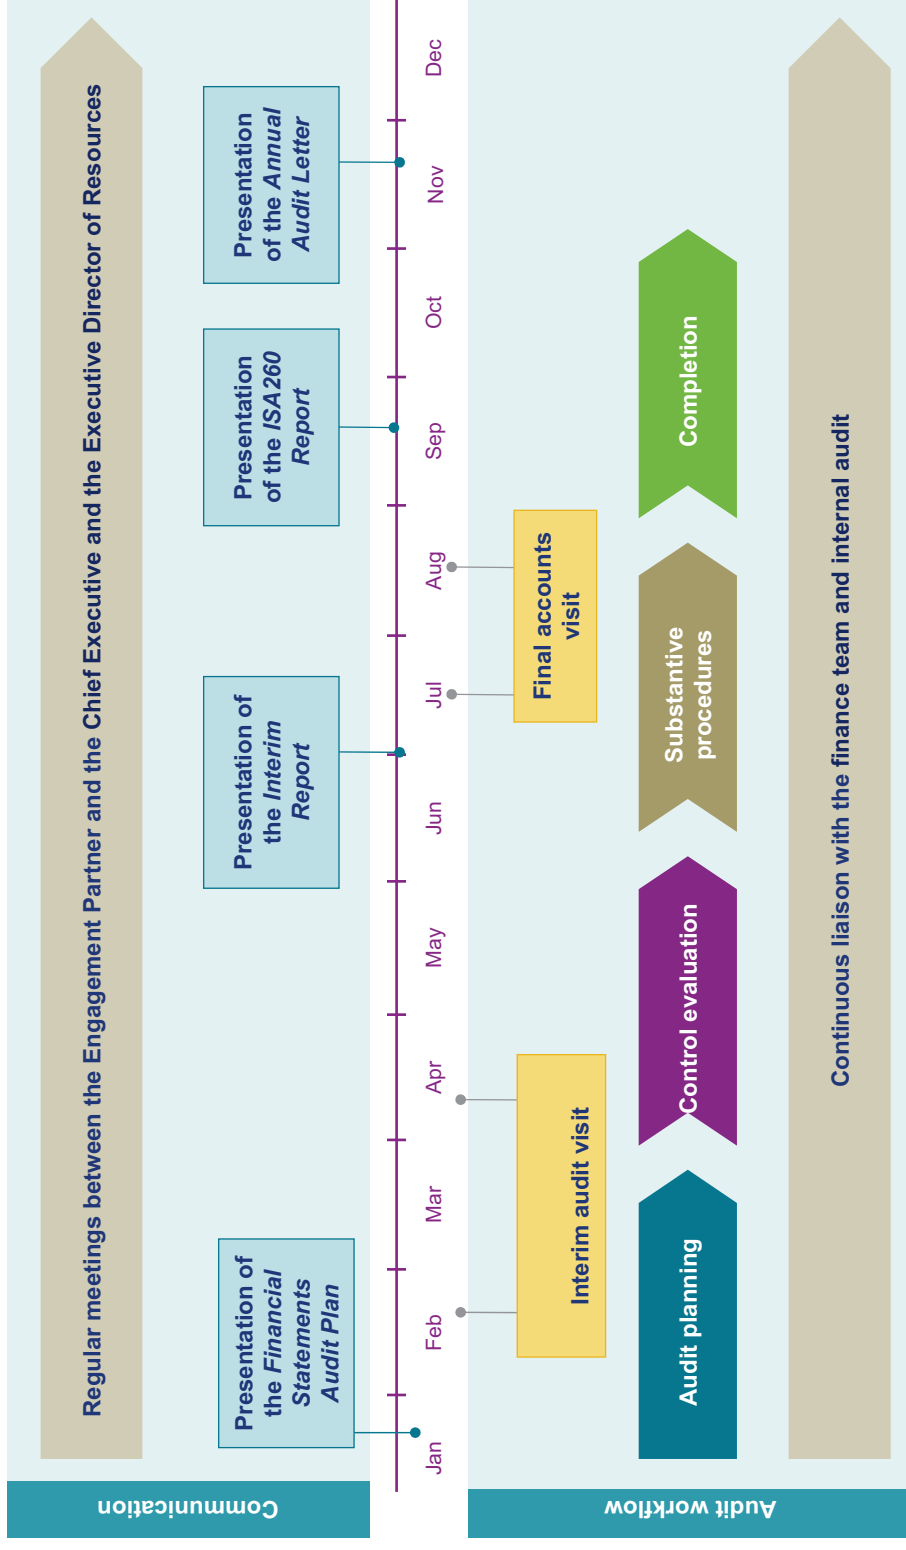 Communication
Regular meetings between the Engagement Partner and the Chief Executive and the Executive Director of Resources
Presentation of
the Financial
Statements
Audit Plan
Presentation of
the Interim
Report
Presentation
of the ISA260
Report
Presentation
of the Annual
Audit Letter
Jan
Feb
Mar
Apr
May
Jun
Jul
Aug
Sep
Oct
Nov
Dec
Audit workflow
Interim audit visit
Final accounts
visit
Audit planning
Control evaluation
Substantive
procedures
Completion
Continuous liaison with the finance team and internal audit